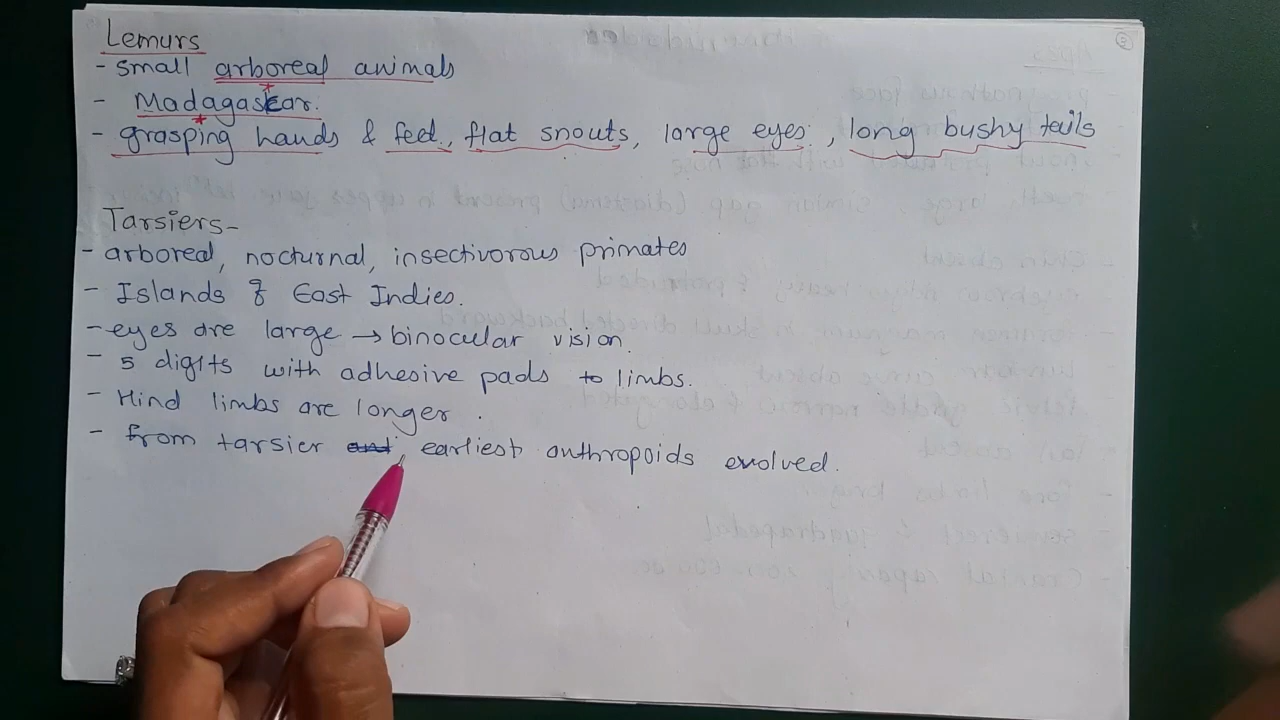 Lemurs
- small arboreal animals
- Madagascar.
- grasping hands & feet, flat snouts, large eyes, long bushy tails
Tarsiers-
- arboreal, nocturnal, insectivorous primates
- Islands of East Indies.
- eyes are large → binocular vision.
- 5 digits with adhesive pads to limbs.
- Hind limbs are longer.
- from tarsier earliest anthropoids evolved.